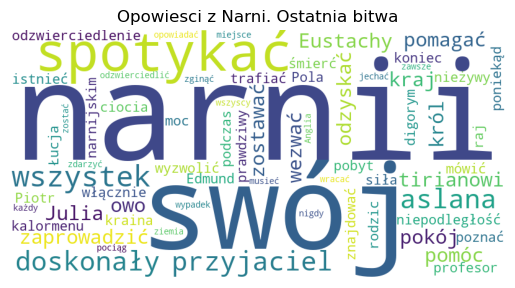 Opowiesci z Narni. Ostatnia bitwa
odzwierciedlenie
opowiadać
miejsce
spotykać
Eustachy
pomagać
istnieć
odzwierciedlić
zginąć
śmierć
koniec
zawsze
narnii
trafiać
Pola
kraj
nieżywy
jechać
poniekąd
Łucja
zostać
narnijskim
ciocia
moc
podczas
prawdziwy
zostawać
wezwać
odzyskać
digorym
król
raj
wszystek
zdarzyć
wyzwolić
wszyscy
Anglia
pobyt
mówić
swój
włącznie
Edmund
musieć
wracać
siła
tirianowi
Piotr
Julia
owo
wypadek
nigdy
znajdować
rodzic
aslana
każdy
kraina
niepodległość
kalormenu
zaprowadzić
ziemia
pokój
poznać
pociąg
doskonały
przyjaciel
pomóc
profesor